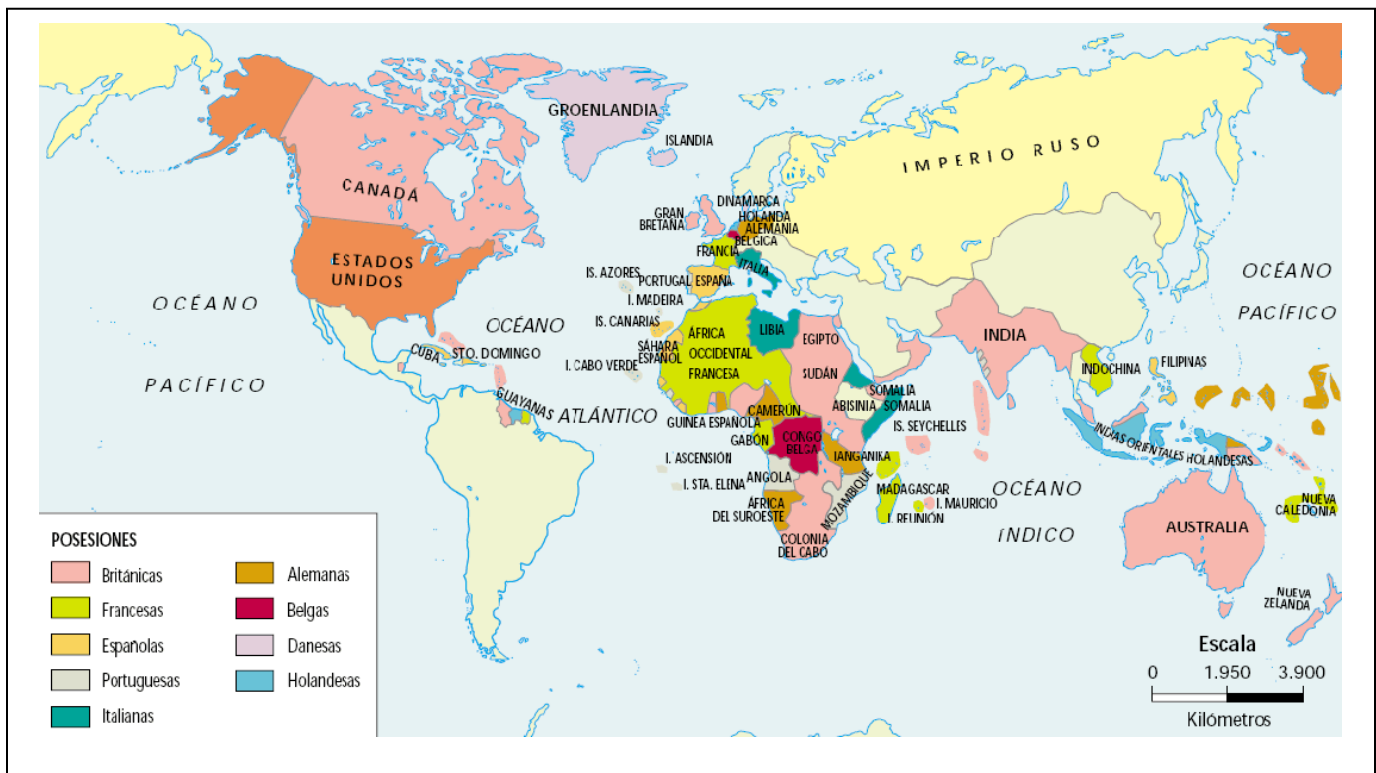 GROENLANDIA
ISLANDIA
IMPERIO RUSO
CANADÁ
DINAMARCA
GRAN
BRETAÑA
HOLANDA
ALEMANIA
BELGICA
FRANCIA
ITALIA
ESTADOS
UNIDOS
IS. AZORES
PORTUGAL
ESPAÑA
I. MADEIRA
OCÉANO
PACÍFICO
OCÉANO
ATLÁNTICO
IS. CANARIAS
SÁHARA
ESPAÑOL
ÁFRICA
OCCIDENTAL
FRANCESA
LIBIA
EGIPTO
INDIA
OCÉANO
PACÍFICO
CUBA
STO. DOMINGO
I. CABO VERDE
SUDÁN
INDOCHINA
FILIPINAS
GUAYANAS
CAMERÚN
ABISINIA
SOMALIA
SOMALIA
GUINEA ESPAÑOLA
GABÓN
CONGO
BELGA
IS. SEYCHELLES
INDIAS ORIENTALES HOLANDESAS
I. ASCENSIÓN
TANGANIKA
I. STA. ELENA
ANGOLA
MOZAMBIQUE
MADAGASCAR
I. MAURICIO
I. REUNIÓN
OCÉANO
ÍNDICO
NUEVA
CALEDONIA
ÁFRICA
DEL SUROESTE
COLONIA
DEL CABO
AUSTRALIA
NUEVA
ZELANDA
POSESIONES
Británicas
Francesas
Españolas
Portuguesas
Italianas
Alemanas
Belgas
Danesas
Holandesas
Escala
0 1.950 3.900
Kilómetros